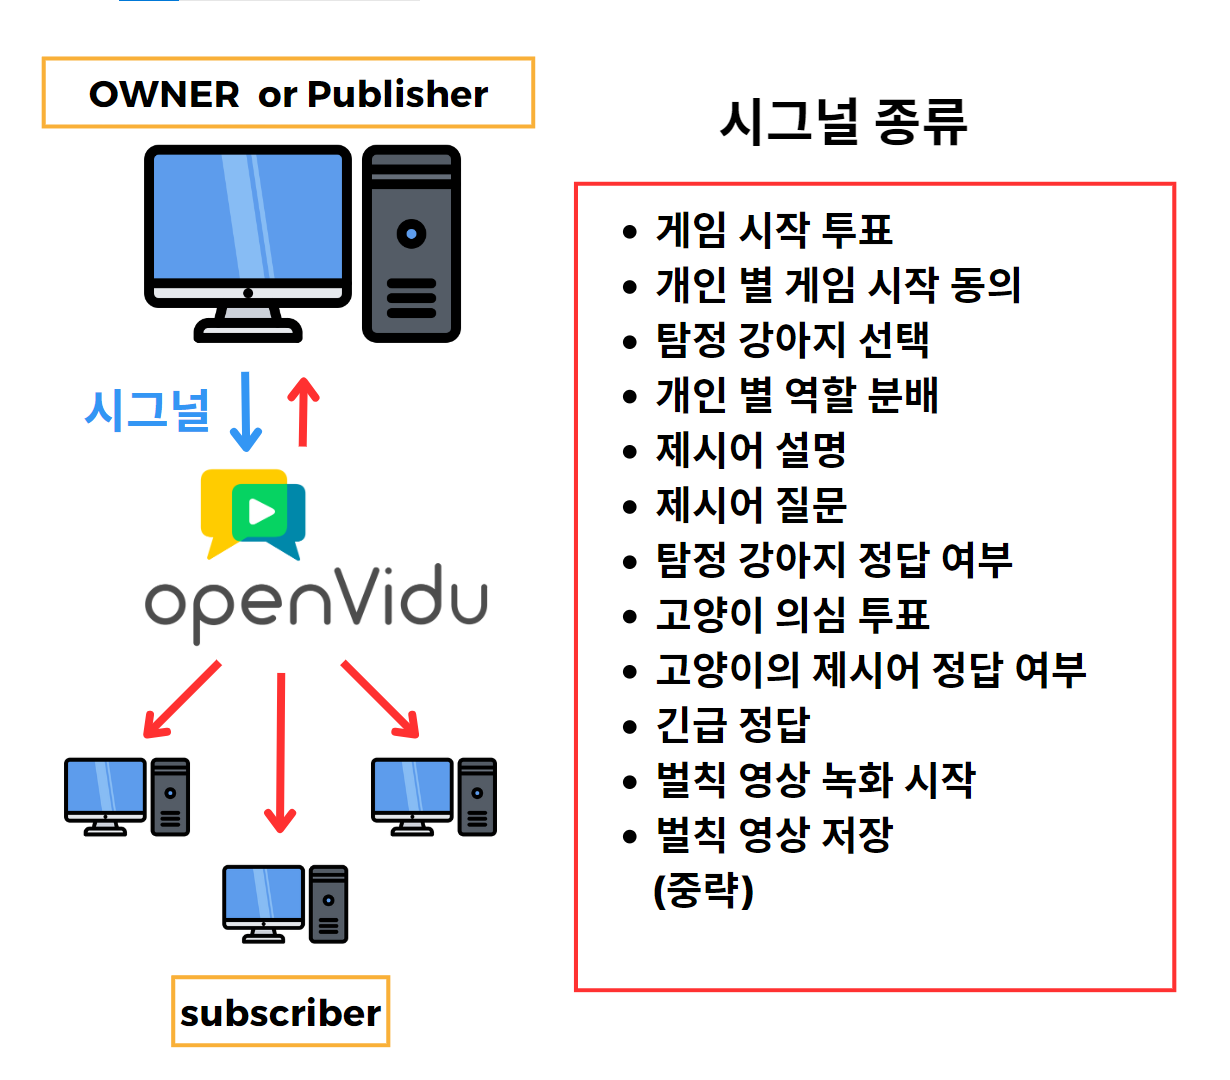 OWNER or Publisher
시그널
openVidu
subscriber
시그널 종류
• 게임 시작 투표
• 개인 별 게임 시작 동의
• 탐정 강아지 선택
• 개인 별 역할 분배
• 제시어 설명
• 제시어 질문
• 탐정 강아지 정답 여부
• 고양이 의심 투표
• 고양이의 제시어 정답 여부
• 긴급 정답
• 벌칙 영상 녹화 시작
• 벌칙 영상 저장
(중략)